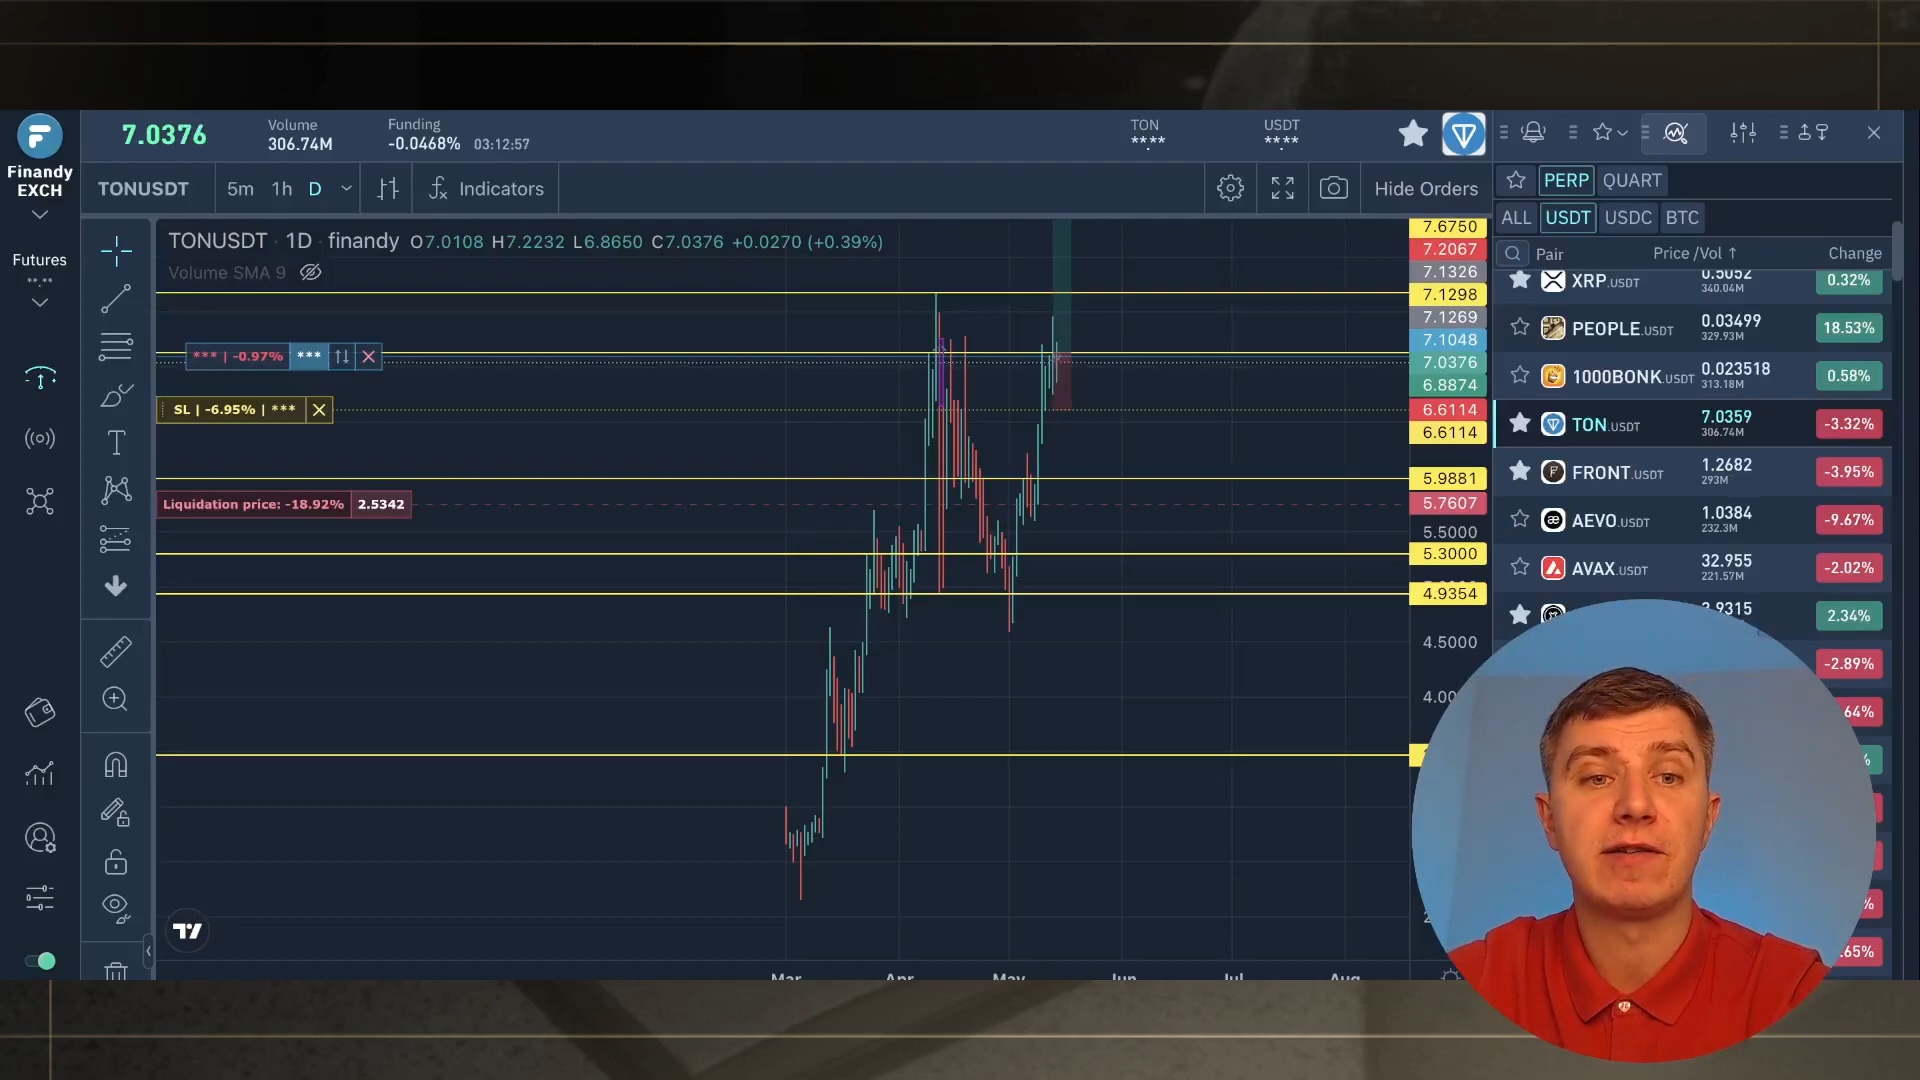 Finandy
EXCH
Futures
7.0376
Volume
306.74M
Funding
-0.0468% 03:12:57
TON
****
USDT
****
TONUSDT 5m 1h D Indicators Hide Orders
TONUSDT · 1D · finandy O7.0108 H7.2232 L6.8650 C7.0376 +0.0270 (+0.39%)
Volume SMA 9
*** | -0.97% ***
SL | -6.95% | ***
Liquidation price: -18.92% 2.5342
7.6750
7.2067
7.1326
7.1298
7.1269
7.1048
7.0376
6.8874
6.6114
6.6114
5.9881
5.7607
5.5000
5.3000
4.9354
4.5000
Mar Apr May Jun Jul Aug
PERP QUART
ALL USDT USDC BTC
Pair Price /Vol ↑ Change
XRP.USDT 0.5052 0.32%
340.04M
PEOPLE.USDT 0.03499 18.53%
329.93M
1000BONK.USDT 0.023518 0.58%
313.18M
TON.USDT 7.0359 -3.32%
306.74M
FRONT.USDT 1.2682 -3.95%
293M
AEVO.USDT 1.0384 -9.67%
232.3M
AVAX.USDT 32.955 -2.02%
221.57M
2.34%
-2.89%